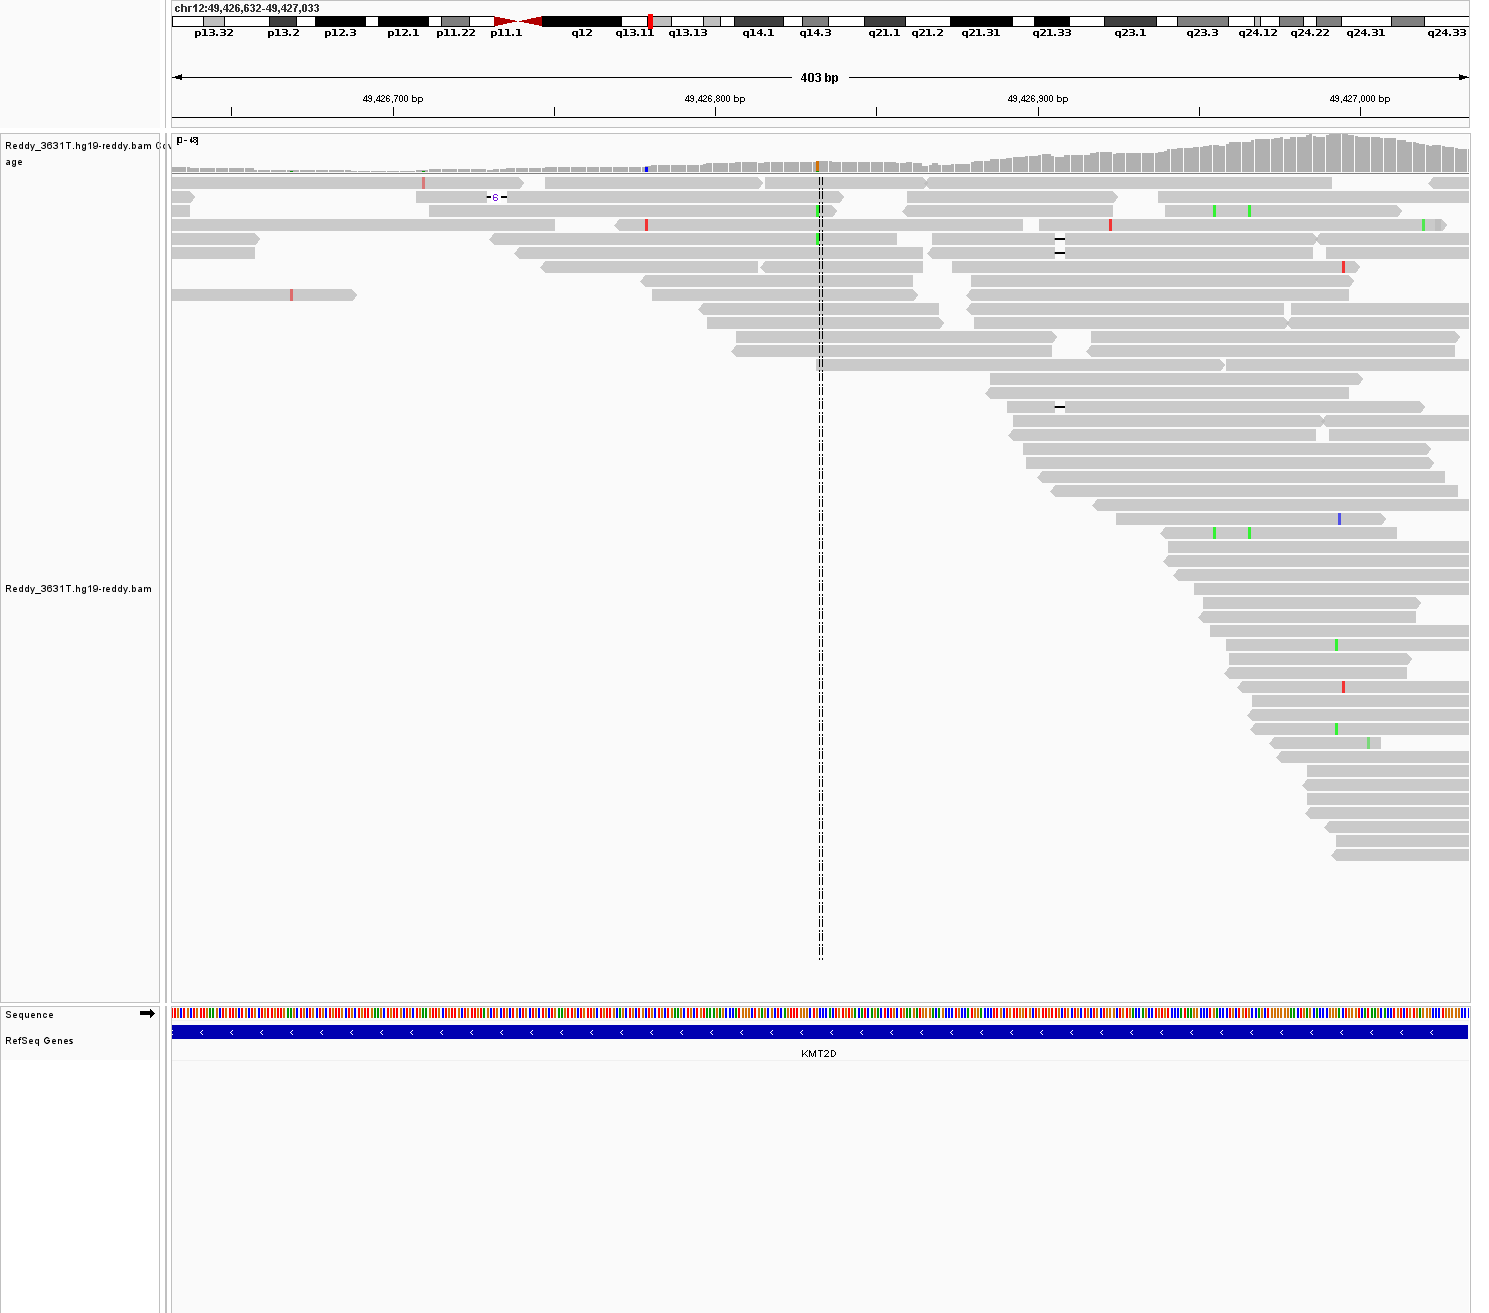 chr12:49,426,632-49,427,033
p13.32 p13.2 p12.3 p12.1 p11.22 p11.1 q12 q13.11 q13.13 q14.1 q14.3 q21.1 q21.2 q21.31 q21.33 q23.1 q23.3 q24.12 q24.22 q24.31 q24.33
403 bp
49,426,700 bp 49,426,800 bp 49,426,900 bp 49,427,000 bp
Reddy_3631T.hg19-reddy.bam Cov
age
[0 - 48]
6
Reddy_3631T.hg19-reddy.bam
Sequence
RefSeq Genes
KMT2D